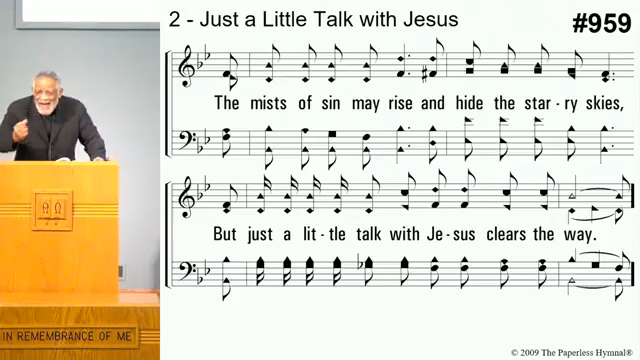 2 - Just a Little Talk with Jesus
#959
The mists of sin may rise and hide the star - ry skies,
But just a lit - tle talk with Je - sus clears the way.
ΑΩ
IN REMEMBRANCE OF ME
© 2009 The Paperless Hymnal®